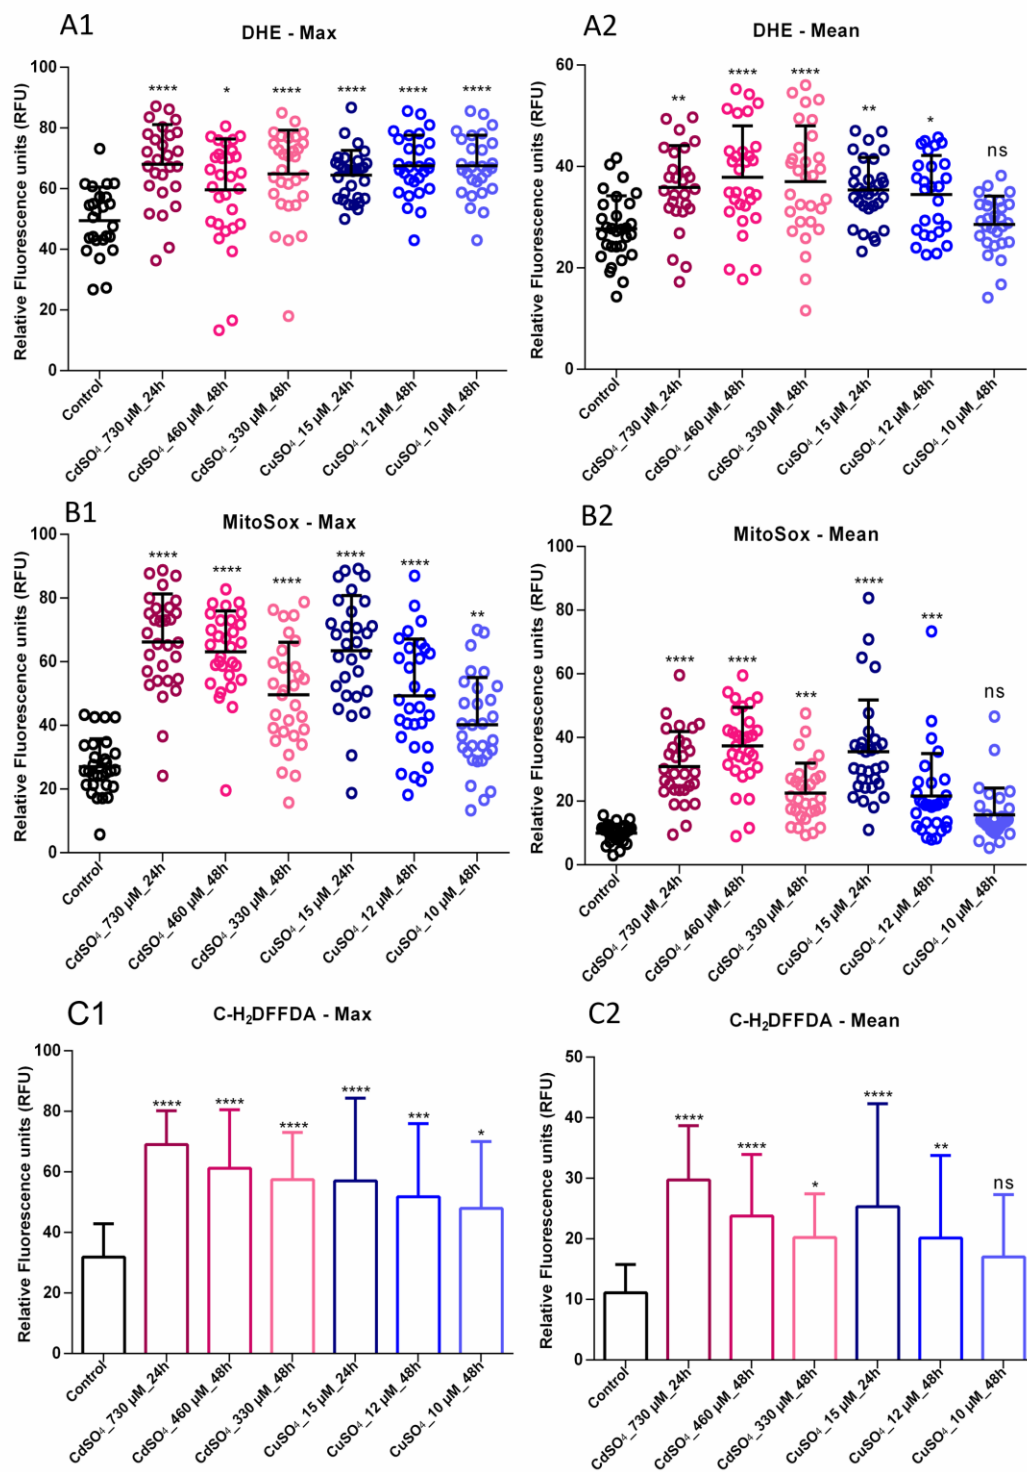 A1
DHE - Max
Relative Fluorescence units (RFU)
100
80
60
40
20
0
****
*
****
****
****
****
Control
CdSO₄_730 µM_24h
CdSO₄_460 µM_48h
CdSO₄_330 µM_48h
CuSO₄_15 µM_24h
CuSO₄_12 µM_48h
CuSO₄_10 µM_48h
A2
DHE - Mean
Relative Fluorescence units (RFU)
60
40
20
0
**
****
****
**
*
ns
Control
CdSO₄_730 µM_24h
CdSO₄_460 µM_48h
CdSO₄_330 µM_48h
CuSO₄_15 µM_24h
CuSO₄_12 µM_48h
CuSO₄_10 µM_48h
B1
MitoSox - Max
Relative Fluorescence units (RFU)
100
80
60
40
20
0
****
****
****
****
****
**
Control
CdSO₄_730 µM_24h
CdSO₄_460 µM_48h
CdSO₄_330 µM_48h
CuSO₄_15 µM_24h
CuSO₄_12 µM_48h
CuSO₄_10 µM_48h
B2
MitoSox - Mean
Relative Fluorescence units (RFU)
100
80
60
40
20
0
****
****
***
****
***
ns
Control
CdSO₄_730 µM_24h
CdSO₄_460 µM_48h
CdSO₄_330 µM_48h
CuSO₄_15 µM_24h
CuSO₄_12 µM_48h
CuSO₄_10 µM_48h
C1
C-H₂DFFDA - Max
Relative Fluorescence units (RFU)
100
80
60
40
20
0
****
****
****
****
***
*
Control
CdSO₄_730 µM_24h
CdSO₄_460 µM_48h
CdSO₄_330 µM_48h
CuSO₄_15 µM_24h
CuSO₄_12 µM_48h
CuSO₄_10 µM_48h
C2
C-H₂DFFDA - Mean
Relative Fluorescence units (RFU)
50
40
30
20
10
0
****
****
*
****
**
ns
Control
CdSO₄_730 µM_24h
CdSO₄_460 µM_48h
CdSO₄_330 µM_48h
CuSO₄_15 µM_24h
CuSO₄_12 µM_48h
CuSO₄_10 µM_48h